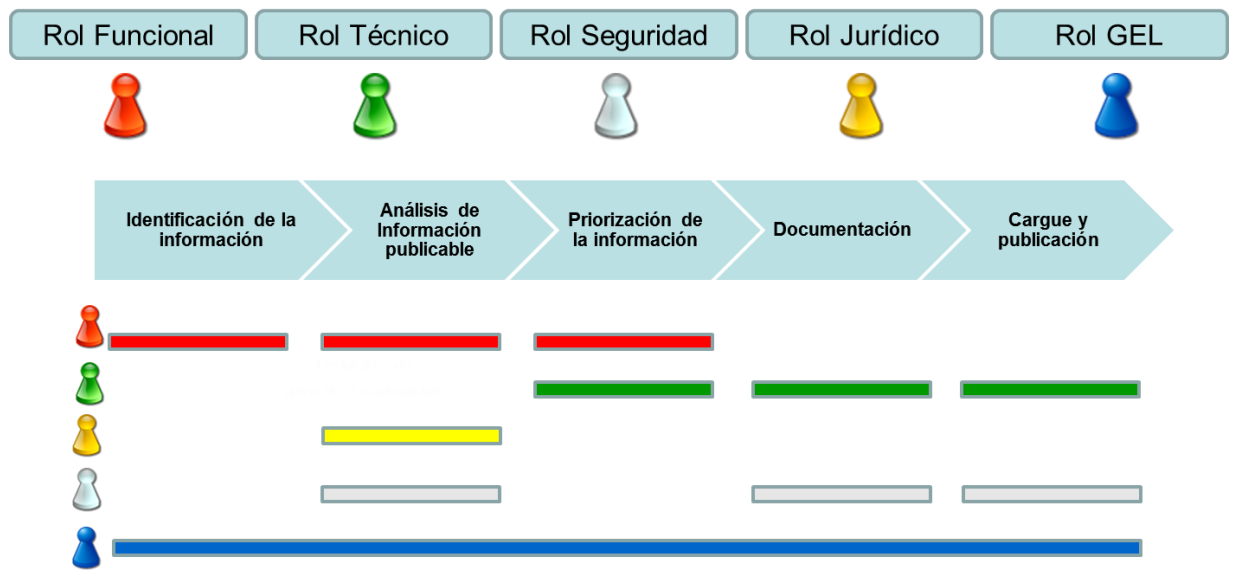 Rol Funcional
Rol Técnico
Rol Seguridad
Rol Jurídico
Rol GEL
Identificación de la
información
Análisis de
Información
publicable
Priorización de
la información
Documentación
Cargue y
publicación